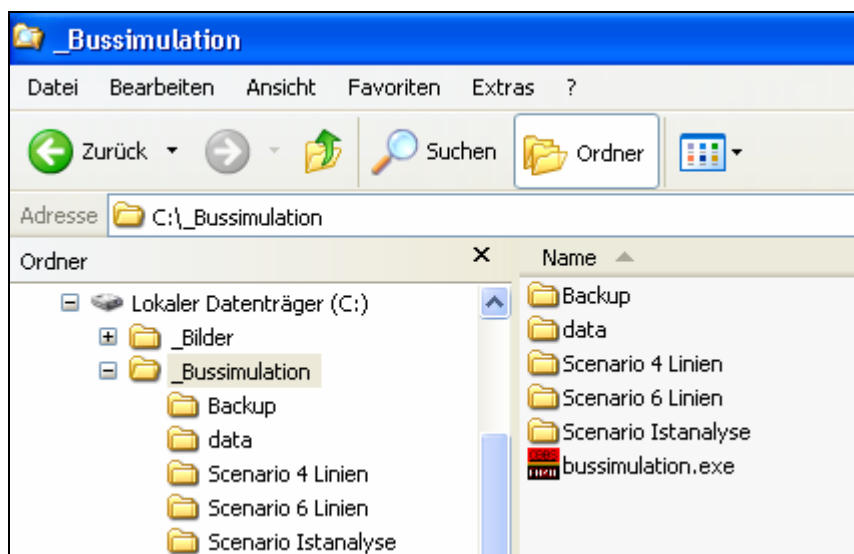 _Bussimulation
Datei Bearbeiten Ansicht Favoriten Extras ?
Zurück Suchen Ordner
Adresse C:\_Bussimulation
Ordner
Lokaler Datenträger (C:)
_Bilder
_Bussimulation
Backup
data
Scenario 4 Linien
Scenario 6 Linien
Scenario Istanalyse
Name
Backup
data
Scenario 4 Linien
Scenario 6 Linien
Scenario Istanalyse
bussimulation.exe